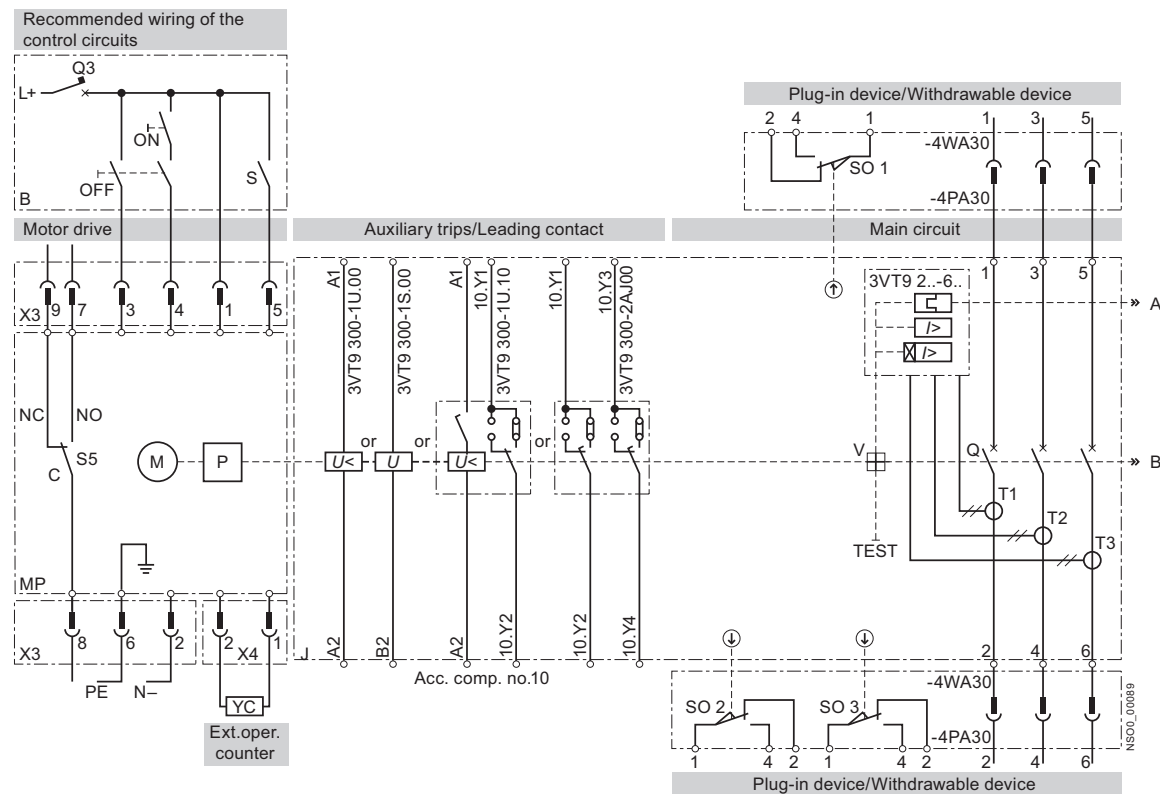 Recommended wiring of the
control circuits
Q3
L+
ON
OFF
S
B
Plug-in device/Withdrawable device
2 4 1 1 3 5
-4WA30
SO 1
-4PA30
Motor drive
Auxiliary trips/Leading contact
Main circuit
X3 9 7 3 4 1 5
A1
3VT9 300-1U.00
3VT9 300-1S.00
A1
10.Y1
3VT9 300-1U.10
10.Y1
10.Y3
3VT9 300-2AJ00
1 3 5
3VT9 2..-6..
I>
I>
A
NC NO
S5
C
M
P
U<
or
U
or
U<
or
V
Q
B
T1
T2
T3
TEST
MP
X3 8 6 2
2 X4 1
J
A2
B2
A2
10.Y2
10.Y2
10.Y4
2 4 6
Acc. comp. no.10
PE N–
YC
Ext.oper.
counter
-4WA30
SO 2
SO 3
-4PA30
1 4 2 1 4 2 2 4 6
NSO0_00089
Plug-in device/Withdrawable device